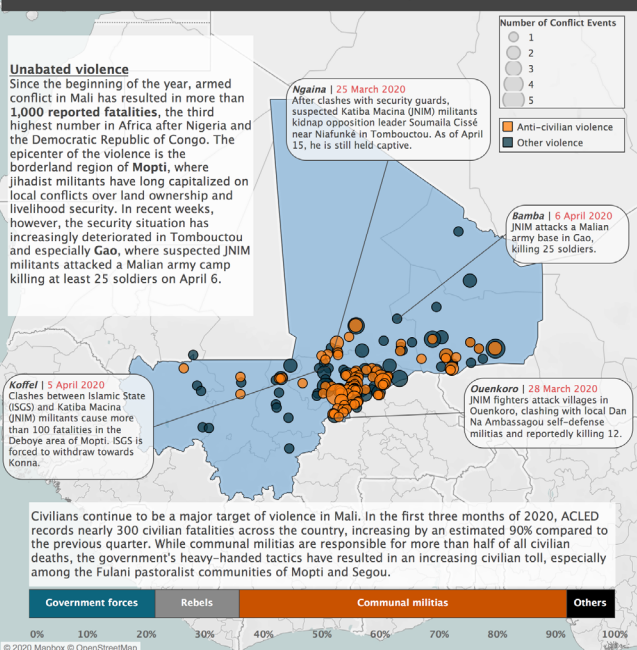 Number of Conflict Events
1
2
3
4
5
Anti-civilian violence
Other violence
Unabated violence
Since the beginning of the year, armed
conflict in Mali has resulted in more than
1,000 reported fatalities, the third
highest number in Africa after Nigeria and
the Democratic Republic of Congo. The
epicenter of the violence is the
borderland region of Mopti, where
jihadist militants have long capitalized on
local conflicts over land ownership and
livelihood security. In recent weeks,
however, the security situation has
increasingly deteriorated in Tombouctou
and especially Gao, where suspected JNIM
militants attacked a Malian army camp
killing at least 25 soldiers on April 6.
Ngaina | 25 March 2020
After clashes with security guards,
suspected Katiba Macina (JNIM) militants
kidnap opposition leader Soumaïla Cissé
near Niafunké in Tombouctou. As of April
15, he is still held captive.
Bamba | 6 April 2020
JNIM attacks a Malian
army base in Gao,
killing 25 soldiers.
Koffel | 5 April 2020
Clashes between Islamic State
(ISGS) and Katiba Macina
(JNIM) militants cause more
than 100 fatalities in the
Deboye area of Mopti. ISGS is
forced to withdraw towards
Konna.
Ouenkoro | 28 March 2020
JNIM fighters attack villages in
Ouenkoro, clashing with local Dan
Na Ambassagou self-defense
militias and reportedly killing 12.
Civilians continue to be a major target of violence in Mali. In the first three months of 2020, ACLED
records nearly 300 civilian fatalities across the country, increasing by an estimated 90% compared to
the previous quarter. While communal militias are responsible for more than half of all civilian
deaths, the government's heavy-handed tactics have resulted in an increasing civilian toll, especially
among the Fulani pastoralist communities of Mopti and Segou.
Government forces Rebels Communal militias Others
0% 10% 20% 30% 40% 50% 60% 70% 80% 90% 100%
© 2020 Mapbox © OpenStreetMap